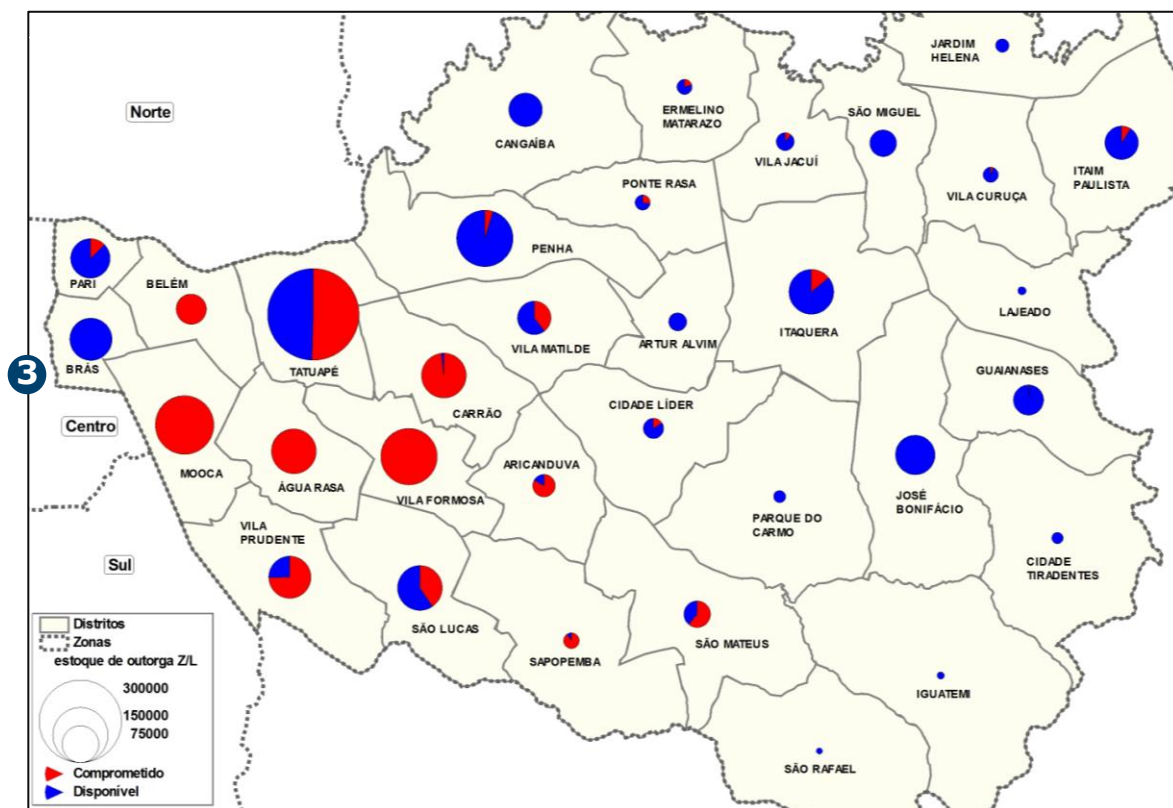 JARDIM
HELENA
Norte
ERMELINO
MATARAZO
SÃO MIGUEL
CANGAÍBA
VILA JACUÍ
ITAIM
PAULISTA
PONTE RASA
VILA CURUÇA
PENHA
PARI
BELÉM
LAJEADO
ITAQUERA
VILA MATILDE
ARTUR ALVIM
BRÁS
TATUAPÉ
GUAIANASES
3
CARRÃO
CIDADE LÍDER
Centro
MOOCA
ÁGUA RASA
VILA FORMOSA
ARICANDUVA
JOSÉ
BONIFÁCIO
PARQUE DO
CARMO
VILA
PRUDENTE
CIDADE
TIRADENTES
Sul
SÃO LUCAS
SAPOPEMBA
SÃO MATEUS
IGUATEMI
SÃO RAFAEL
Distritos
Zonas
estoque de outorga Z/L
300000
150000
75000
Comprometido
Disponível